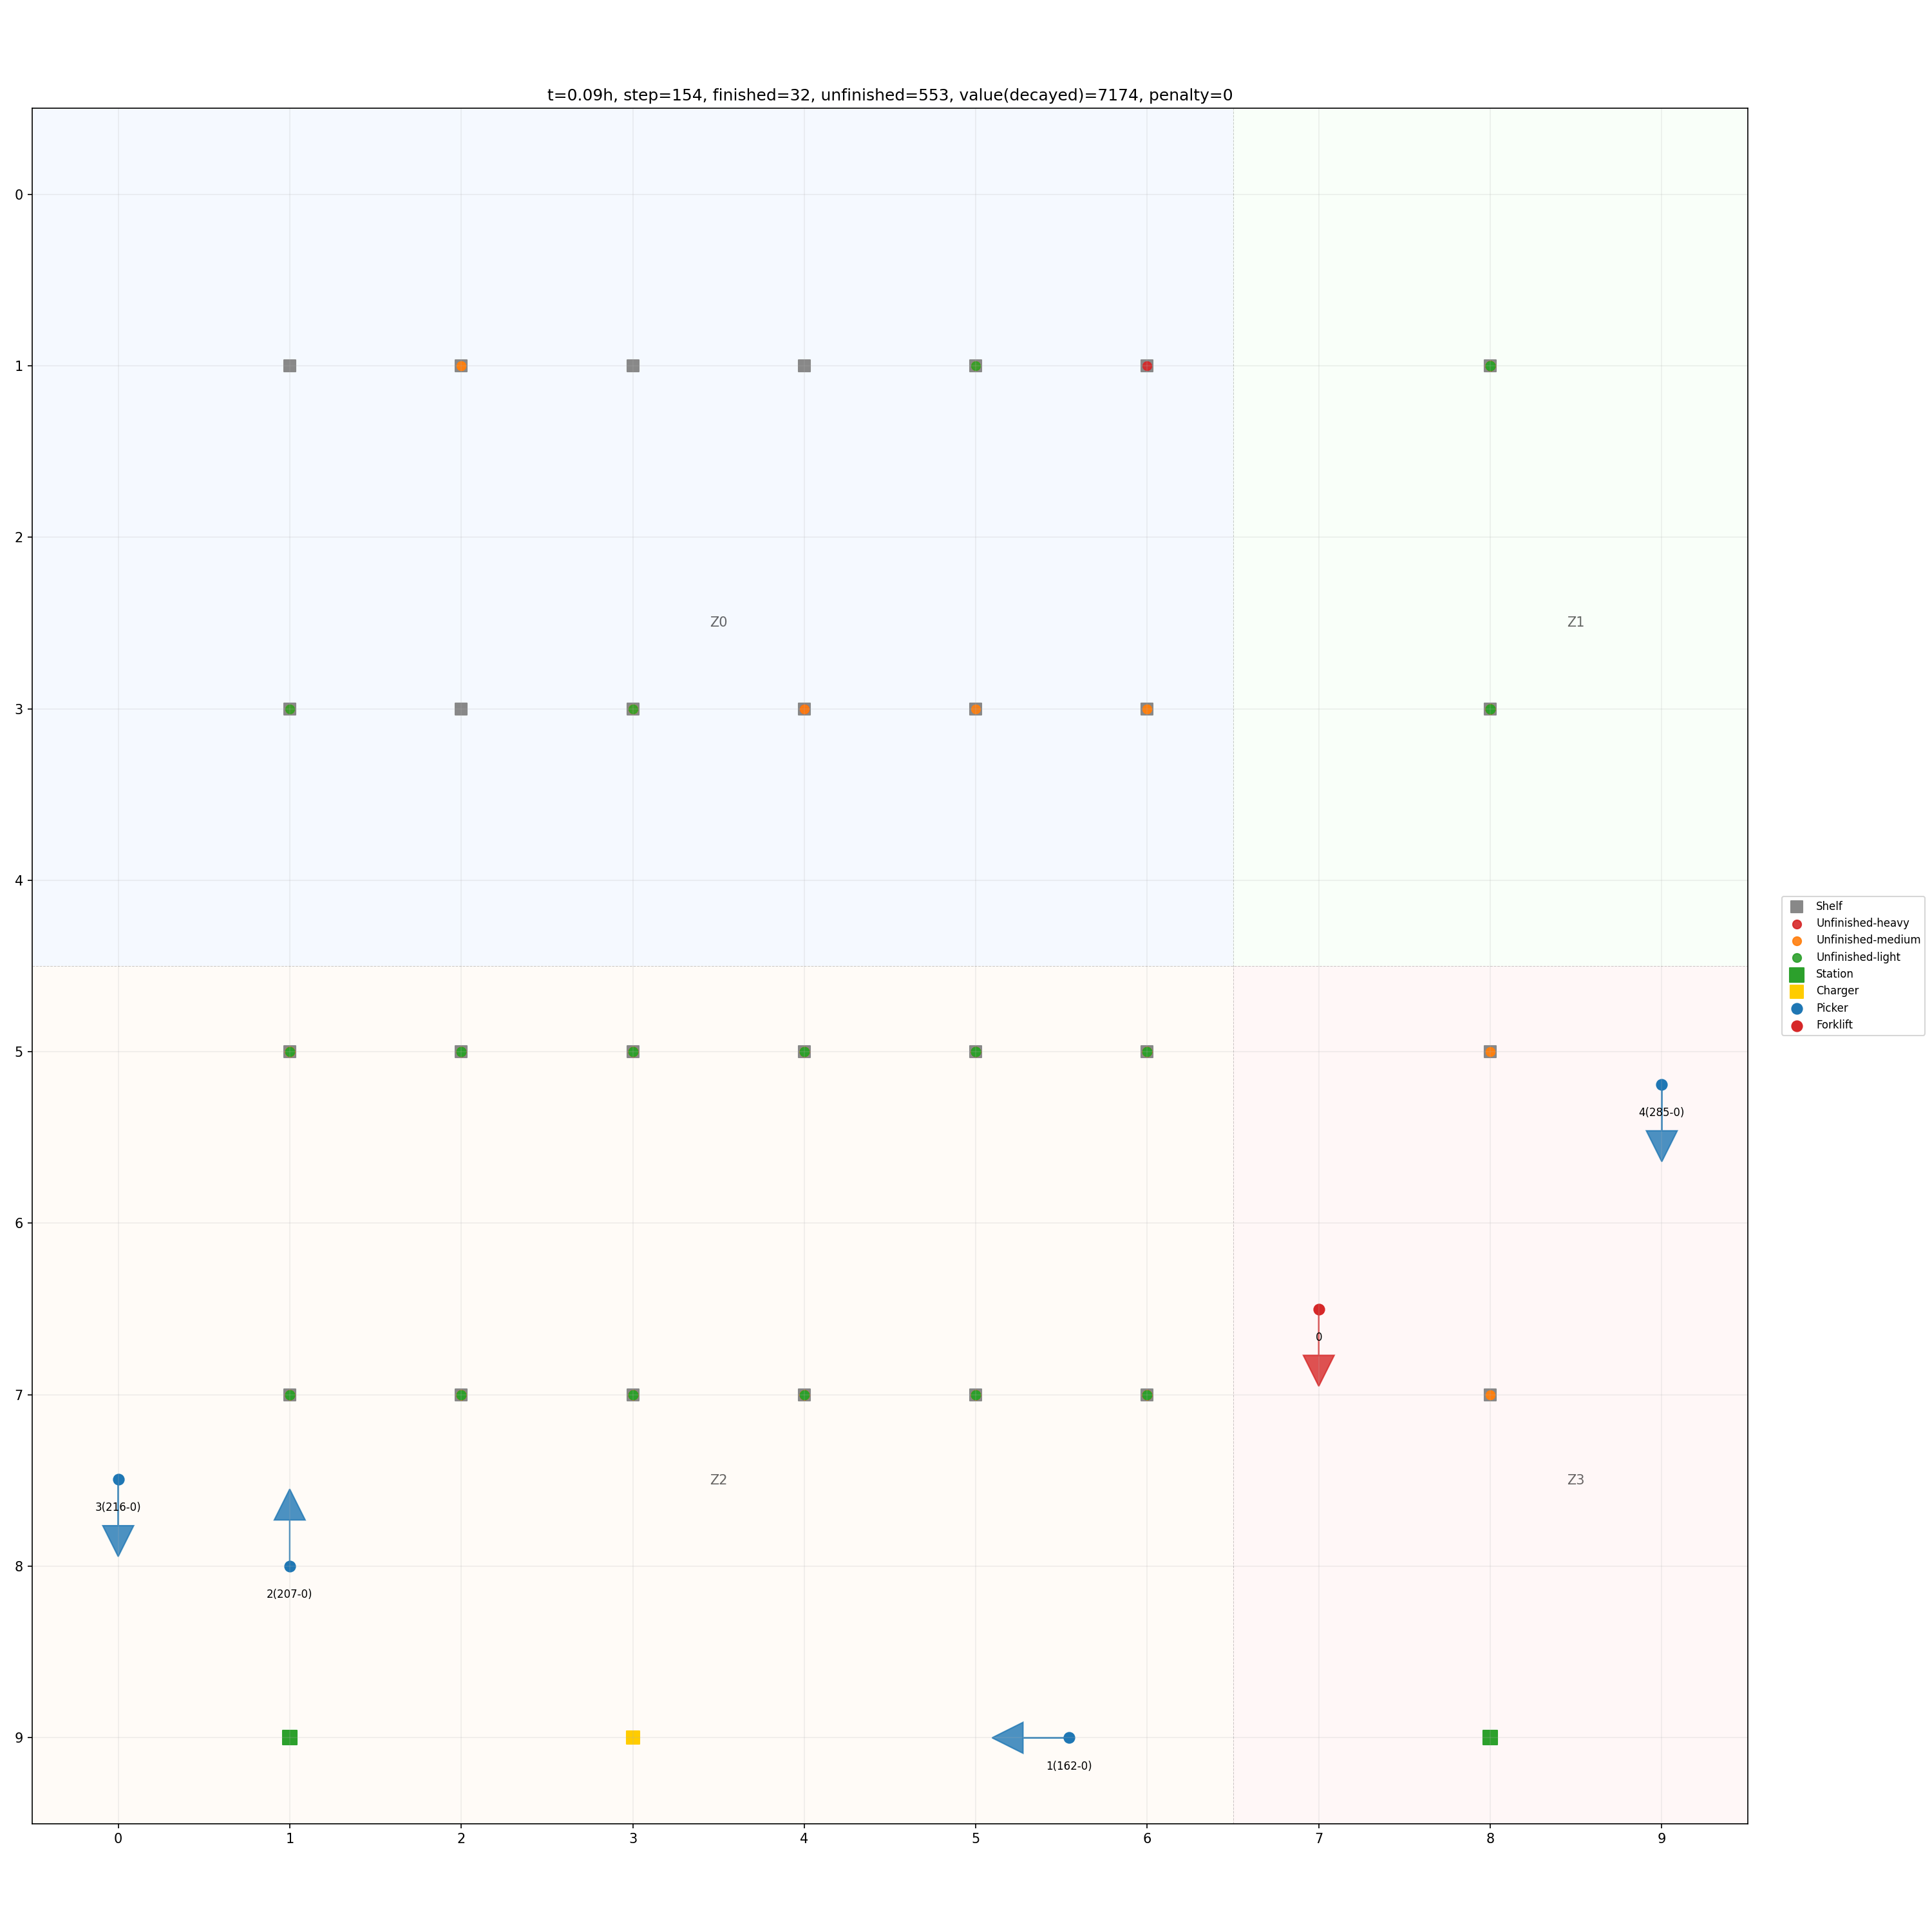 t=0.09h, step=154, finished=32, unfinished=553, value(decayed)=7174, penalty=0
0
1
2
Z0 Z1
3
4
Shelf
Unfinished-heavy
Unfinished-medium
Unfinished-light
Station
Charger
Picker
Forklift
5
4(285-0)
6
0
7
Z2 Z3
3(216-0)
8
2(207-0)
9
1(162-0)
0 1 2 3 4 5 6 7 8 9